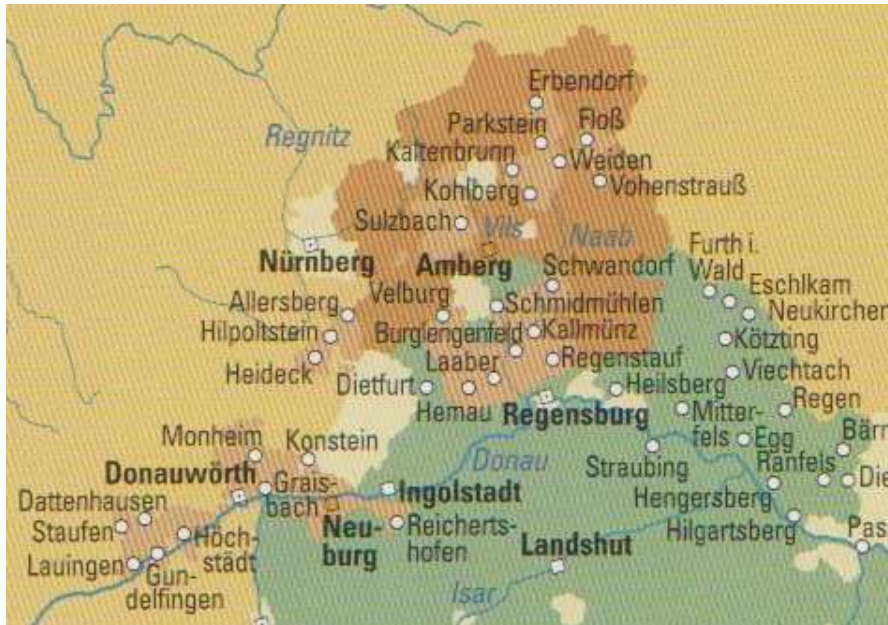 Erbendorf
Regnitz
Parkstein
Floß
Kaltenbrunn
Weiden
Kohlberg
Vohenstrauß
Sulzbach
Vils
Naab
Nürnberg
Amberg
Furth i.
Wald
Schwandorf
Eschlkam
Allersberg
Velburg
Schmidmühlen
Neukirchen
Hilpoltstein
Burglengenfeld
Kallmünz
Kötzting
Heideck
Laaber
Regenstauf
Viechtach
Dietfurt
Hemau
Regensburg
Heilsberg
Regen
Mitter-
fels
Egg
Bärn
Monheim
Konstein
Donau
Straubing
Ranfels
Donauwörth
Grais-
bach
Ingolstadt
Hengersberg
Die
Dattenhausen
Staufen
Höch-
städt
Neu-
burg
Reicherts-
hofen
Landshut
Hilgartsberg
Pas
Lauingen
Gun-
delfingen
Isar